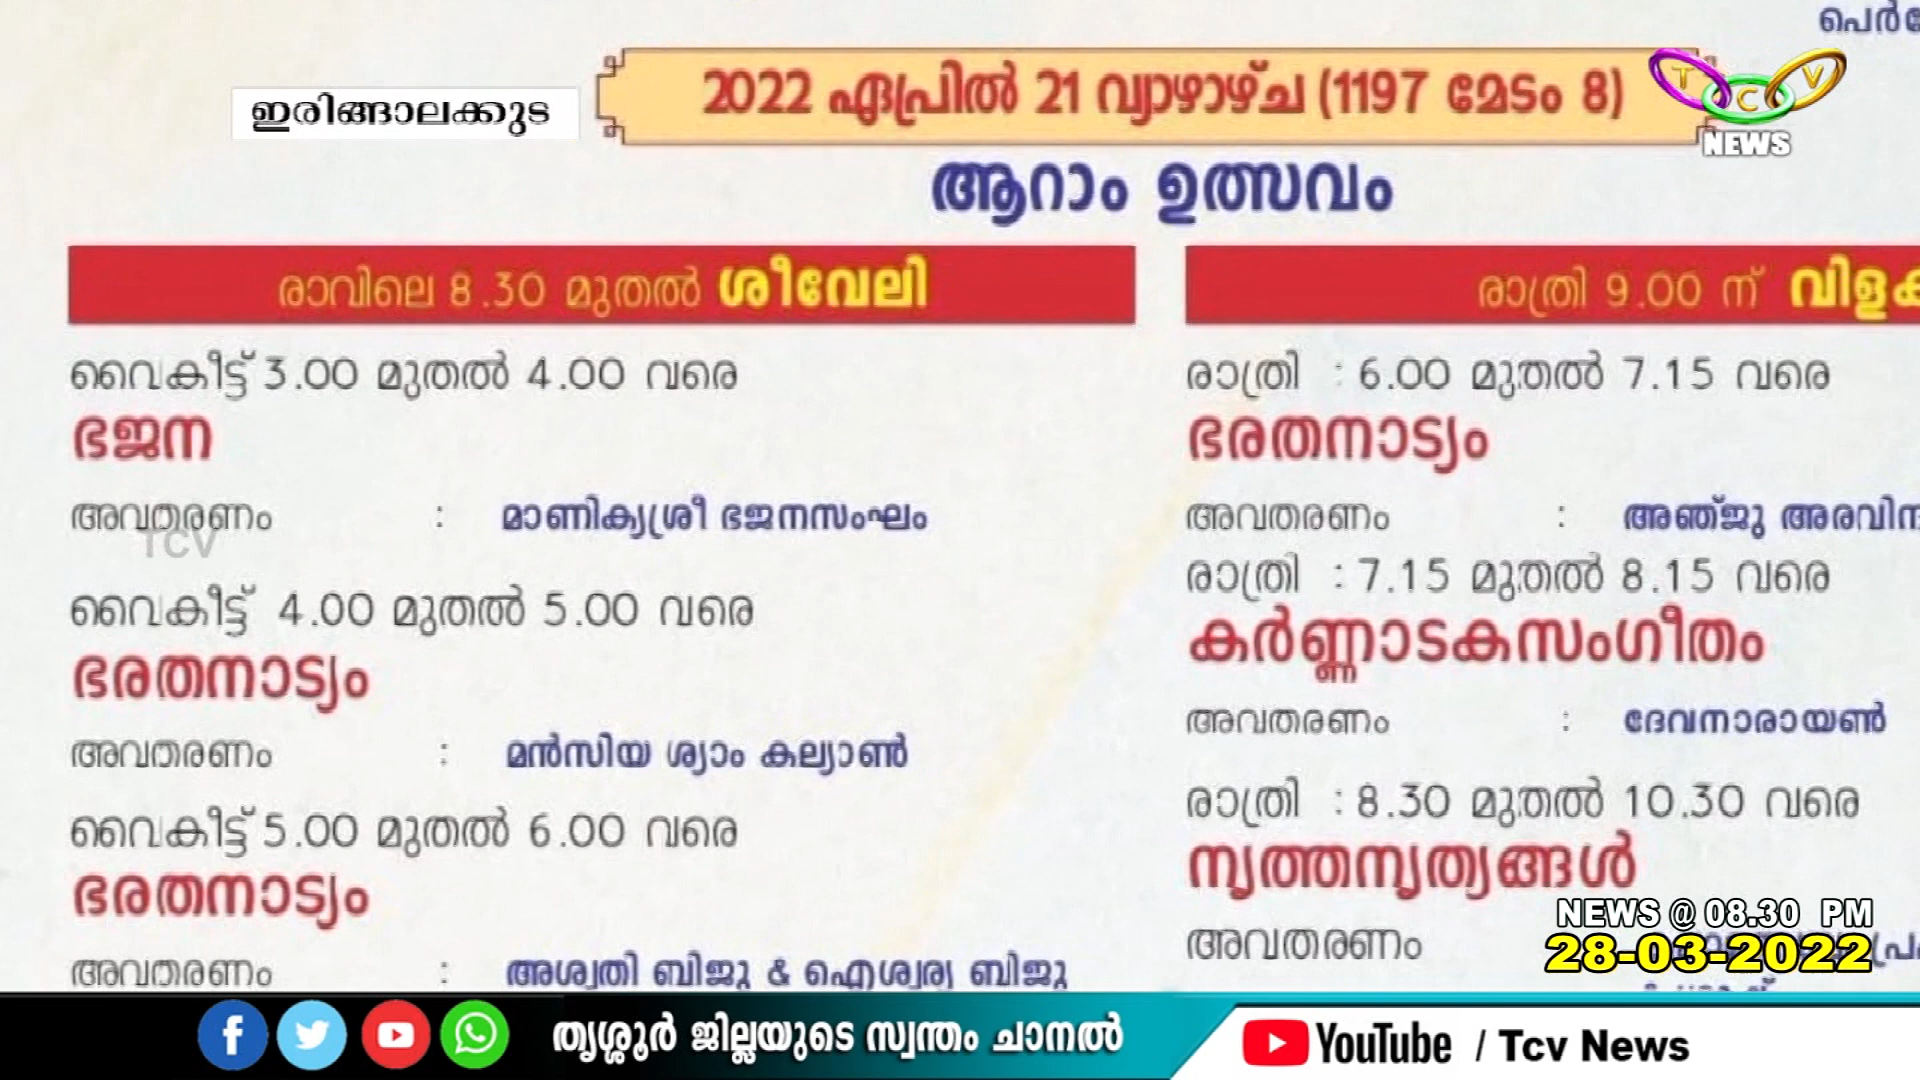 2022 ഏപ്രിൽ 21 വ്യാഴാഴ്ച (1197 മേടം 8)
ഇരിങ്ങാലക്കുട
TCV
NEWS
ആറാം ഉത്സവം
രാവിലെ 8.30 മുതൽ ശീവേലി
വൈകീട്ട് 3.00 മുതൽ 4.00 വരെ
ഭജന
അവതരണം : മാണിക്യശ്രീ ഭജനസംഘം
TCV
വൈകീട്ട് 4.00 മുതൽ 5.00 വരെ
ഭരതനാട്യം
അവതരണം : മൻസിയ ശ്യാം കല്യാൺ
വൈകീട്ട് 5.00 മുതൽ 6.00 വരെ
ഭരതനാട്യം
അവതരണം : അശ്വതി ബിജു & ഐശ്വര്യ ബിജു
രാത്രി 9.00 ന്
രാത്രി : 6.00 മുതൽ 7.15 വരെ
ഭരതനാട്യം
അവതരണം : അഞ്ജു
രാത്രി : 7.15 മുതൽ 8.15 വരെ
കർണ്ണാടകസംഗീതം
അവതരണം : ദേവനാരായൺ
രാത്രി : 8.30 മുതൽ 10.30 വരെ
നൃത്തനൃത്യങ്ങൾ
അവതരണം
NEWS @ 08.30 PM
28-03-2022
തൃശ്ശൂർ ജില്ലയുടെ സ്വന്തം ചാനൽ
YouTube / Tcv News